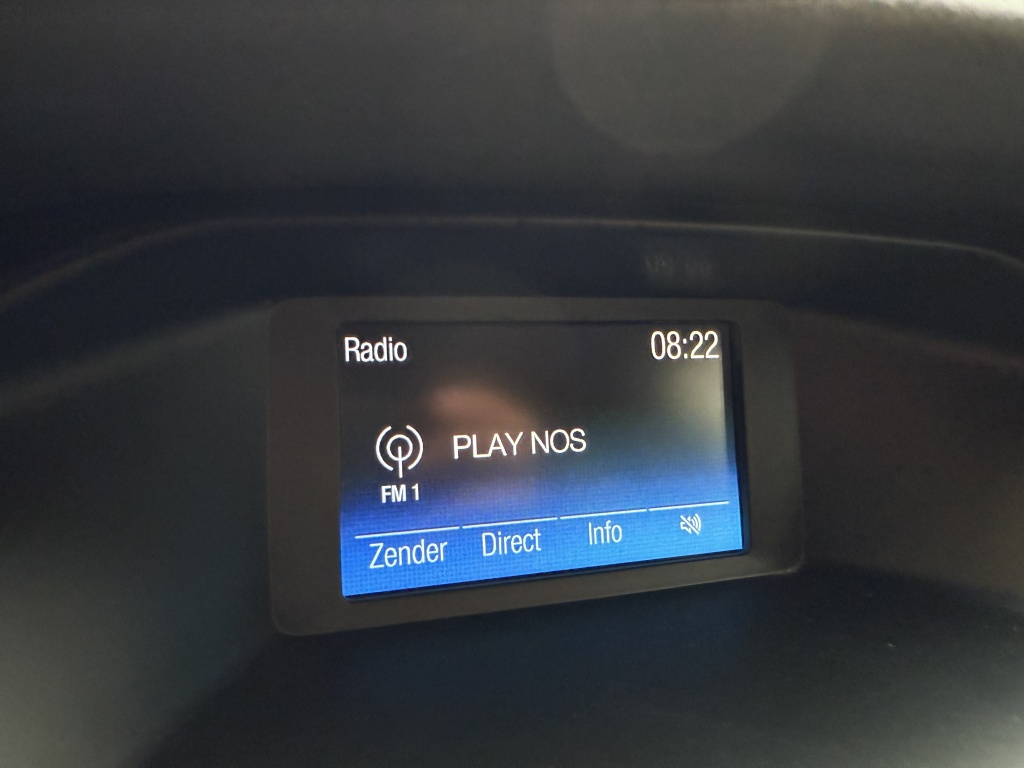 Radio 08:22
PLAY NOS
FM 1
Zender Direct Info